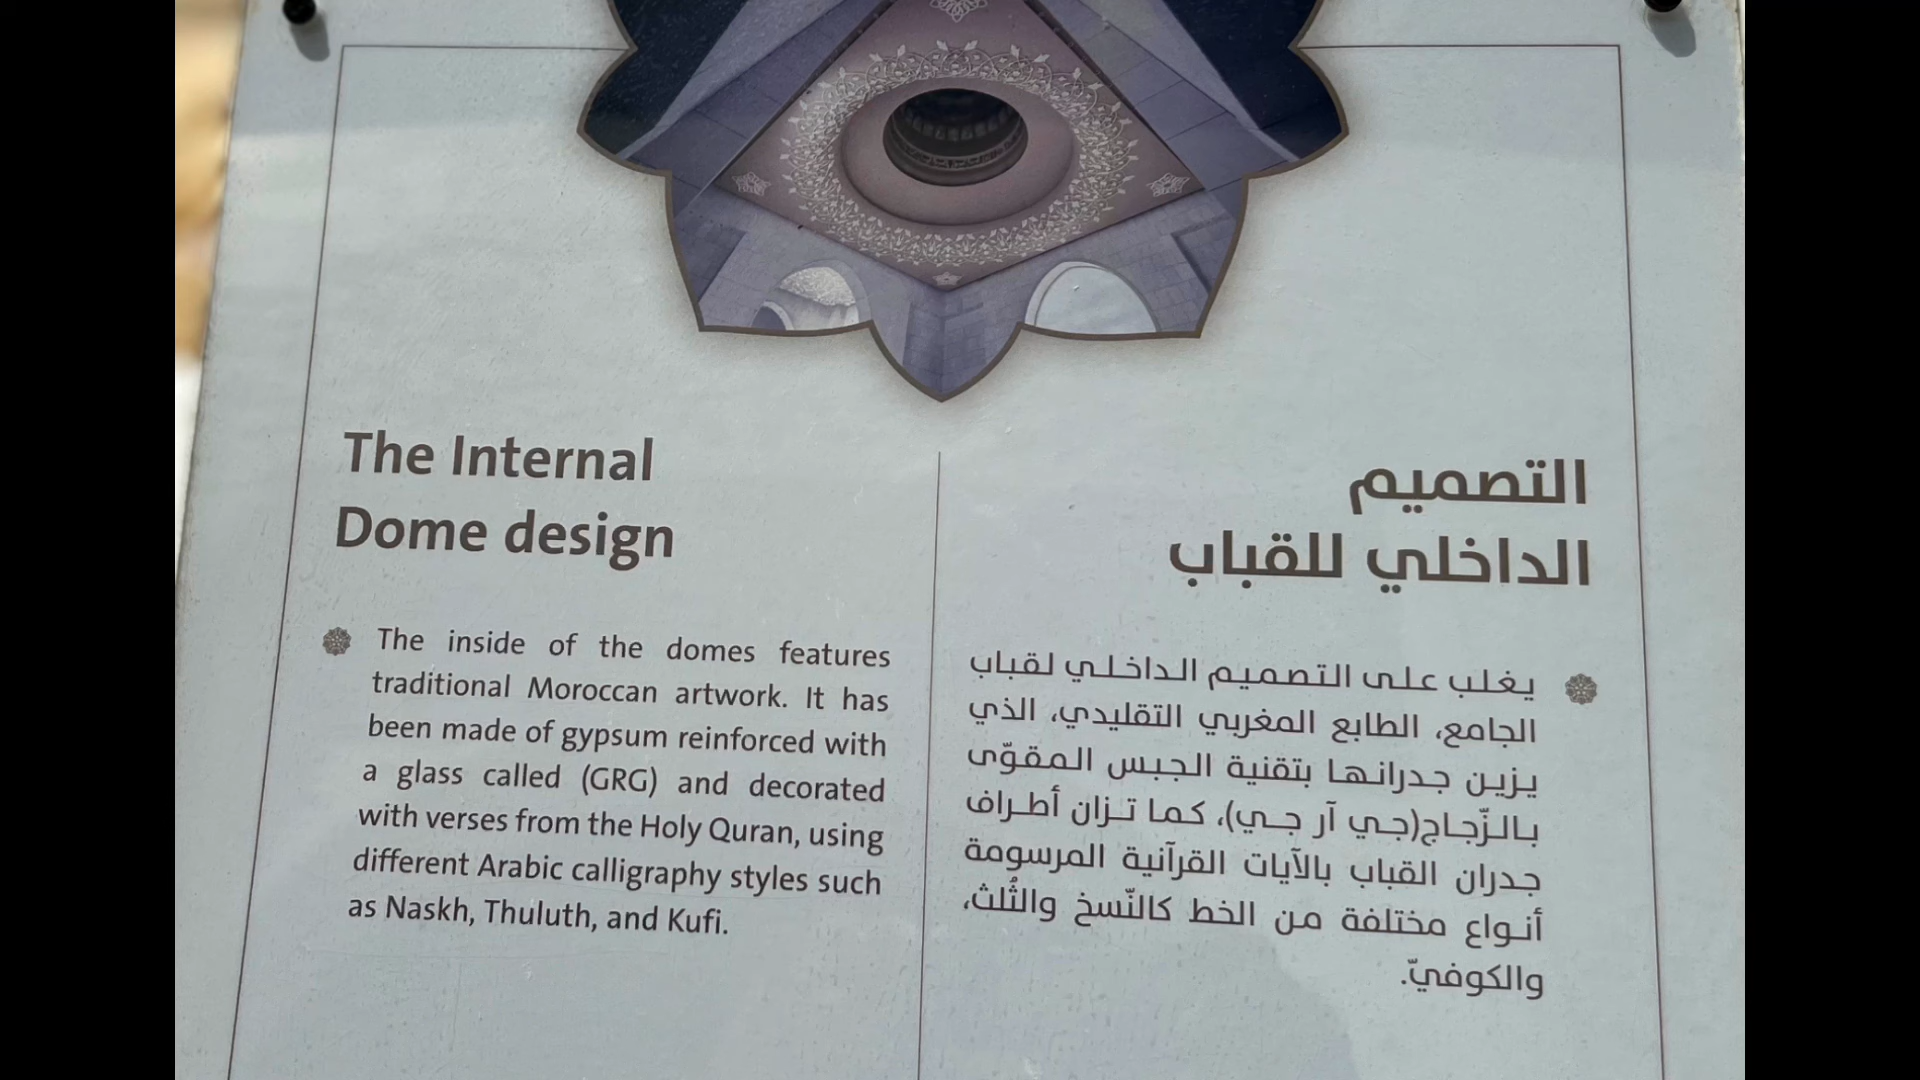 The Internal
Dome design
The inside of the domes features
traditional Moroccan artwork. It has
been made of gypsum reinforced with
a glass called (GRG) and decorated
with verses from the Holy Quran, using
different Arabic calligraphy styles such
as Naskh, Thuluth, and Kufi.
التصميم
الداخلي للقباب
يغلب على التصميم الداخلي لقباب
الجامع، الطابع المغربي التقليدي، الذي
يزين جدرانها بتقنية الجبس المقوّى
بالزّجاج(جي آر جي)، كما تزان أطراف
جدران القباب بالآيات القرآنية المرسومة
أنواع مختلفة من الخط كالنّسخ والثُلث،
والكوفيّ.